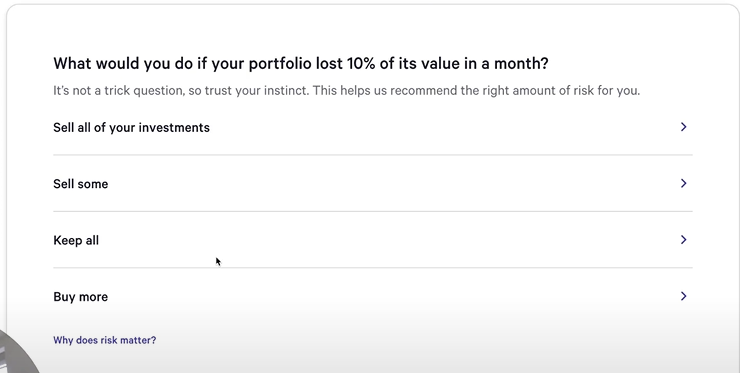 What would you do if your portfolio lost 10% of its value in a month?
It's not a trick question, so trust your instinct. This helps us recommend the right amount of risk for you.
Sell all of your investments
Sell some
Keep all
Buy more
Why does risk matter?